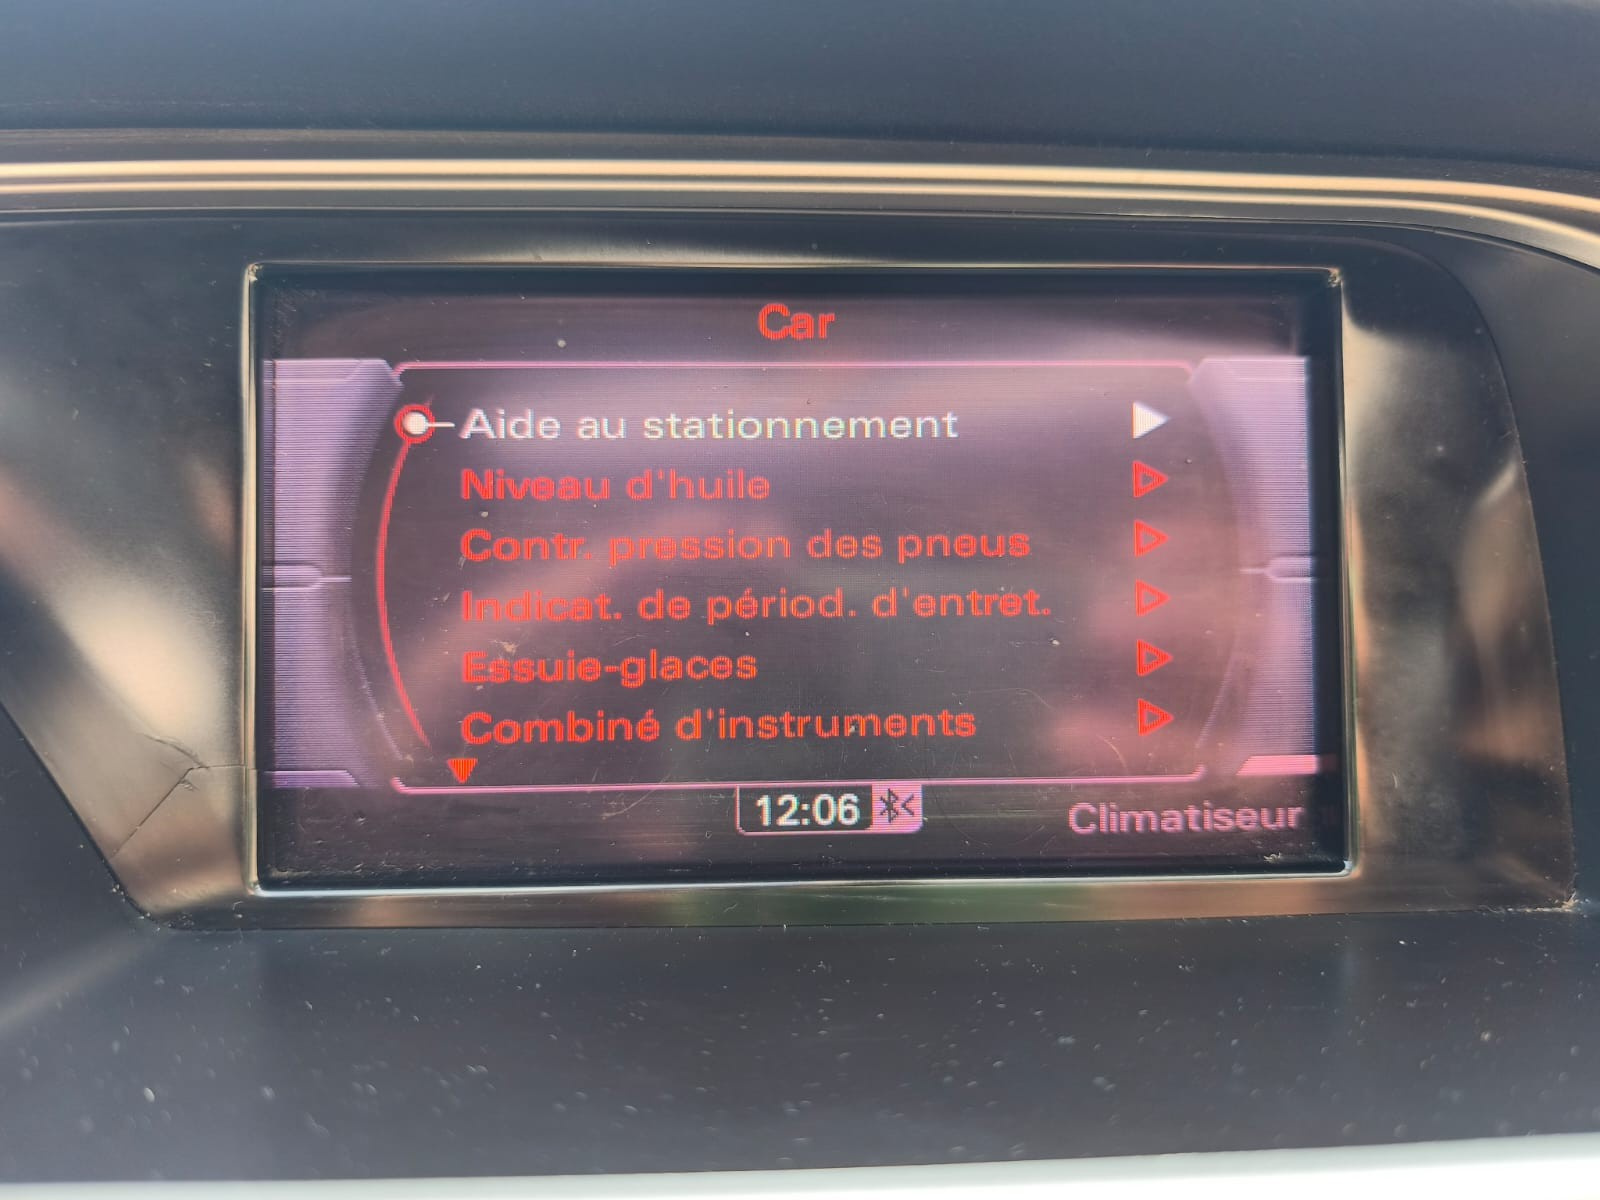 Car
Aide au stationnement
Niveau d'huile
Contr. pression des pneus
Indicat. de périod. d'entret.
Essuie-glaces
Combiné d'instruments
12:06
Climatiseur